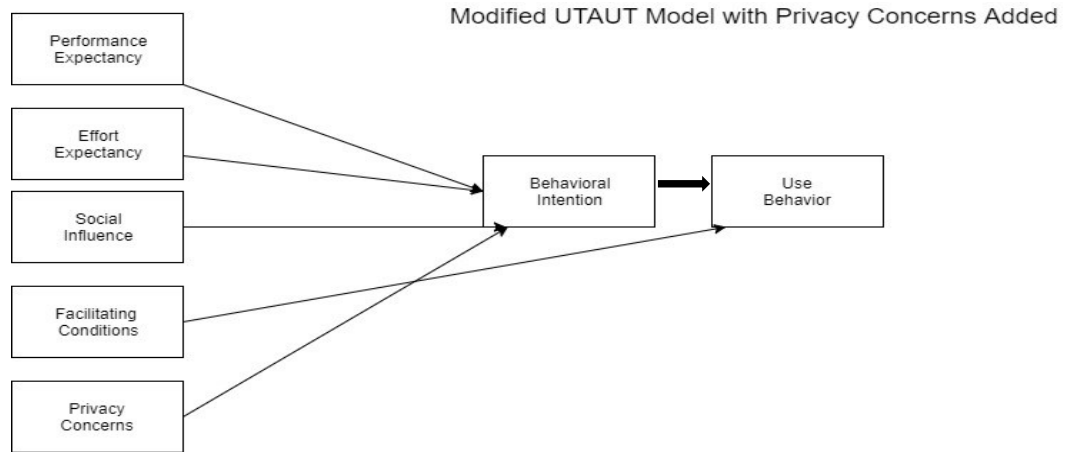 Modified UTAUT Model with Privacy Concerns Added
Performance
Expectancy
Effort
Expectancy
Social
Influence
Facilitating
Conditions
Privacy
Concerns
Behavioral
Intention
Use
Behavior